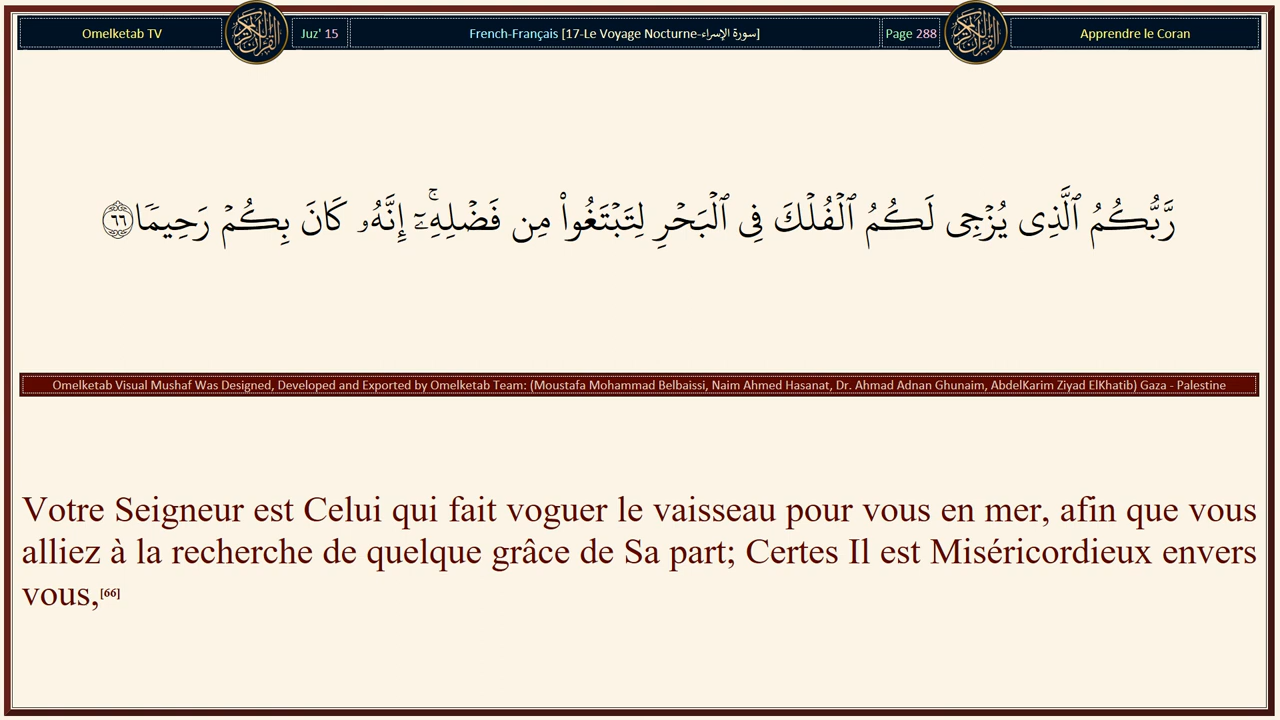 Omelketab TV
Juz' 15
French-Français [17-Le Voyage Nocturne-سورة الإسراء]
Page 288
Apprendre le Coran
رَّبُّكُمُ ٱلَّذِى يُزْجِى لَكُمُ ٱلْفُلْكَ فِى ٱلْبَحْرِ لِتَبْتَغُوا۟ مِن فَضْلِهِۦٓ ۚ إِنَّهُۥ كَانَ بِكُمْ رَحِيمًا ٦٦
Omelketab Visual Mushaf Was Designed, Developed and Exported by Omelketab Team: (Moustafa Mohammad Belbaissi, Naim Ahmed Hasanat, Dr. Ahmad Adnan Ghunaim, AbdelKarim Ziyad ElKhatib) Gaza - Palestine
Votre Seigneur est Celui qui fait voguer le vaisseau pour vous en mer, afin que vous
alliez à la recherche de quelque grâce de Sa part; Certes Il est Miséricordieux envers
vous,[66]